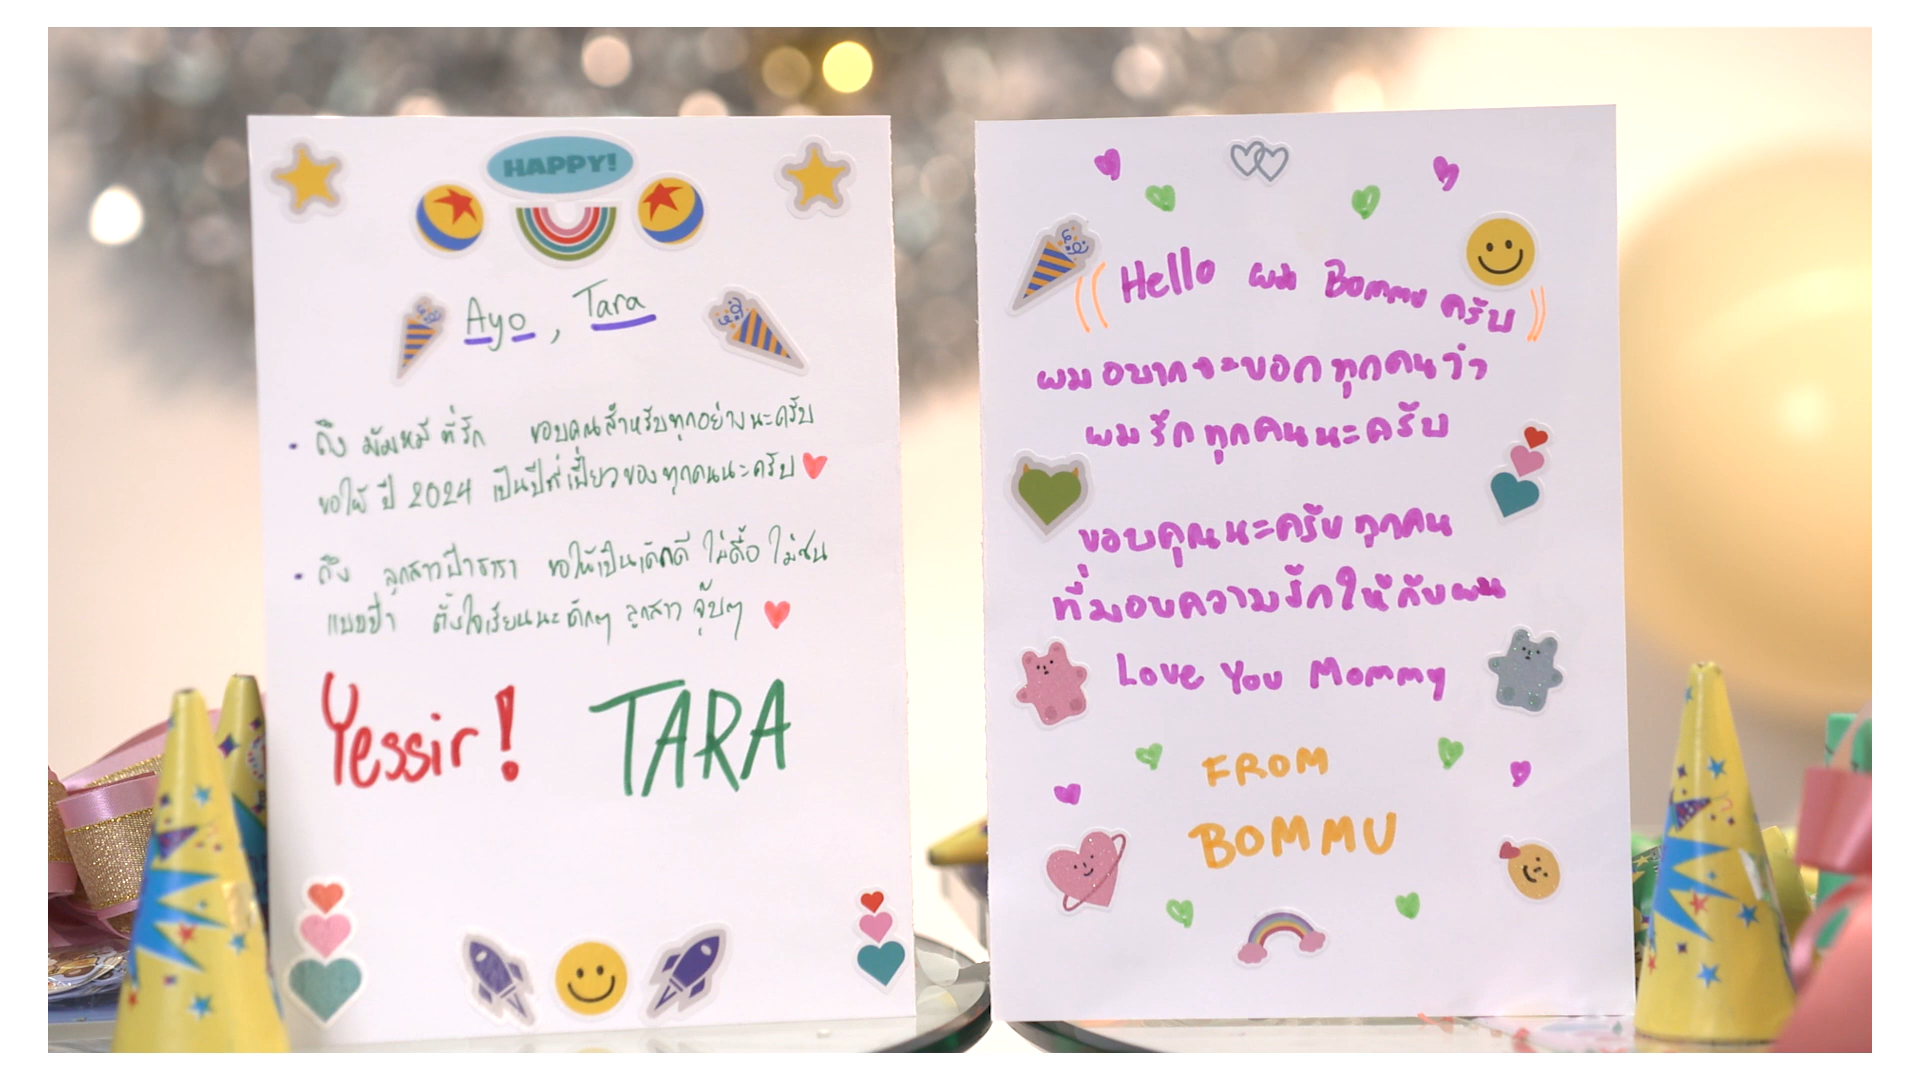 HAPPY!
Ayo, Tara
• ถึง มัมหมี ที่รัก ขอบคุณสำหรับทุกอย่างนะครับ
ขอให้ ปี 2024 เป็นปีที่เฟี้ยวของทุกคนนะครับ
• ถึง ลูกสาวป๋าธารา ขอให้เป็นเด็กดี ไม่ดื้อ ไม่ซน
แบบป๋า ตั้งใจเรียนนะเด็กๆ ลูกสาว จุ๊บๆ
Yessir! TARA
Hello ผม Bommu ครับ
ผมอยากจะบอกทุกคนว่า
ผมรักทุกคนนะครับ
ขอบคุณนะครับทุกคน
ที่มอบความรักให้กับผม
Love You Mommy
FROM
BOMMU